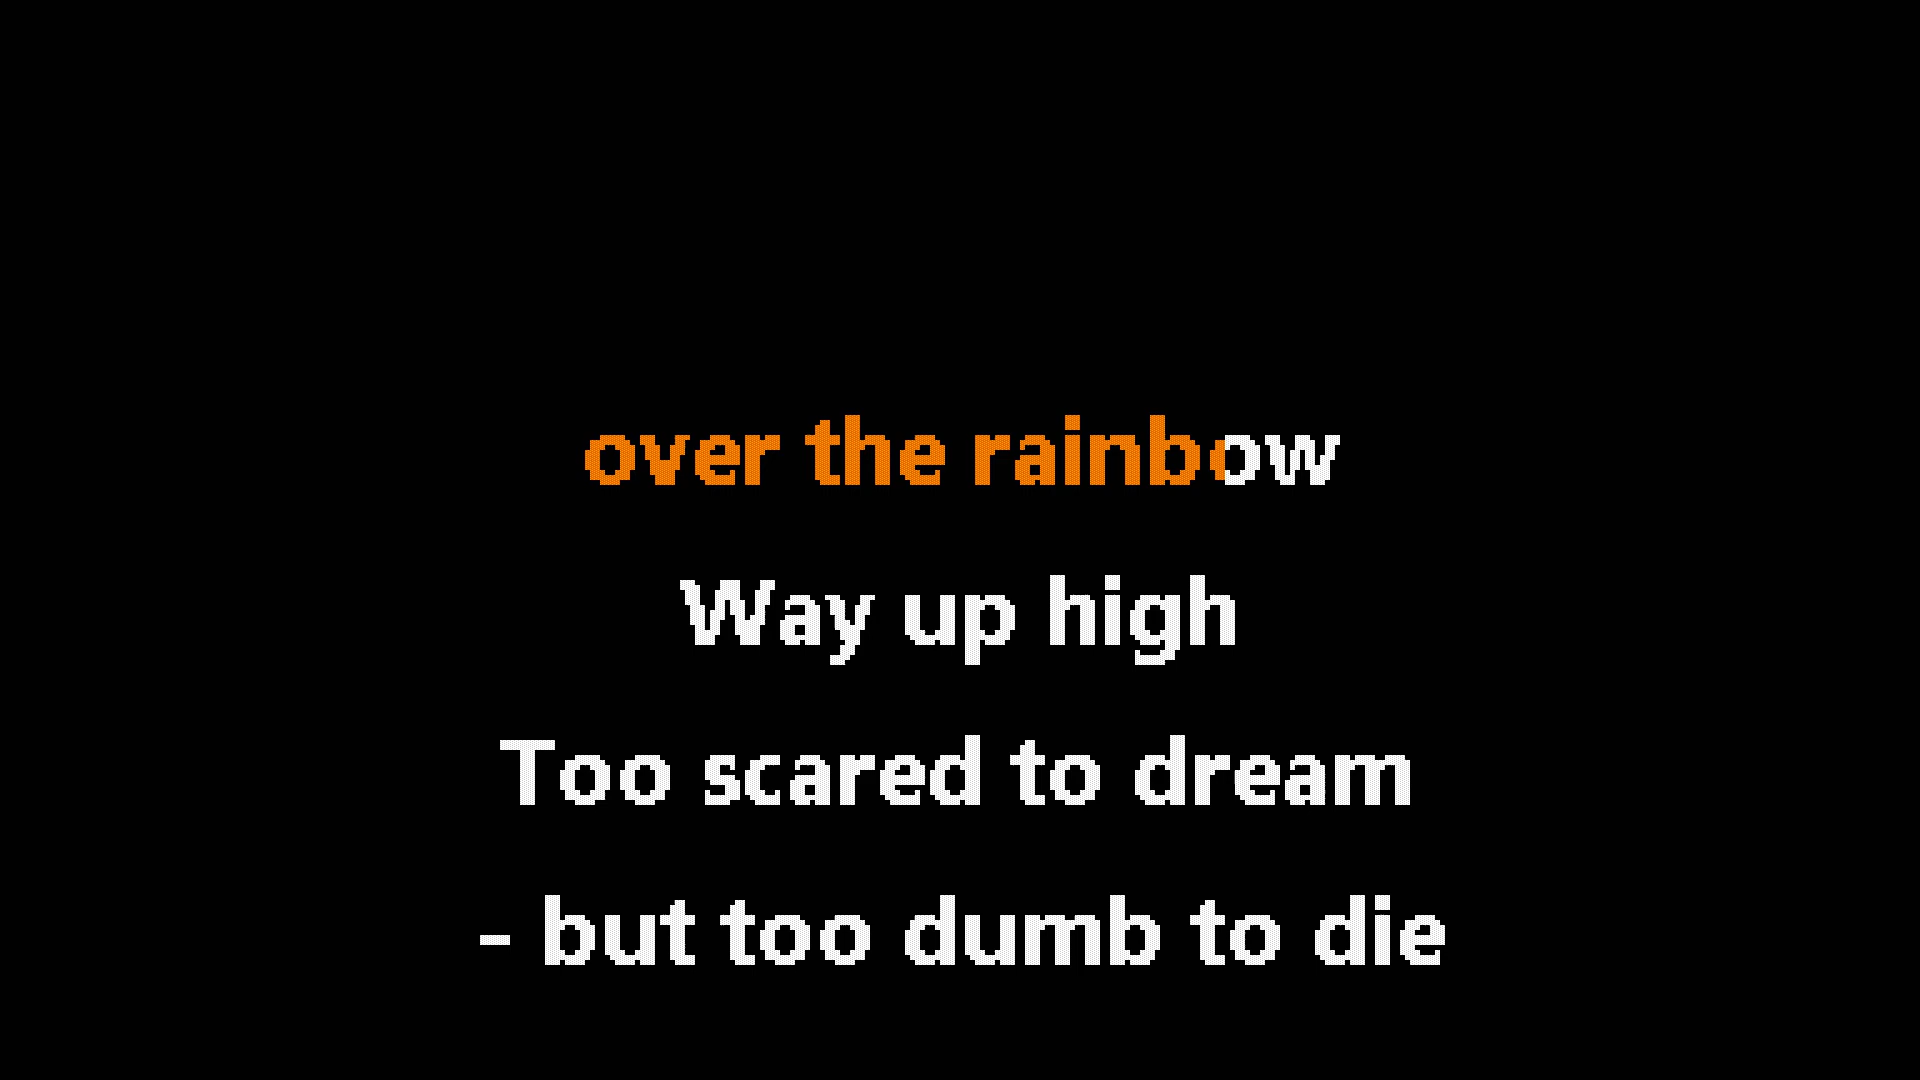 over the rainbow
Way up high
Too scared to dream
- but too dumb to die